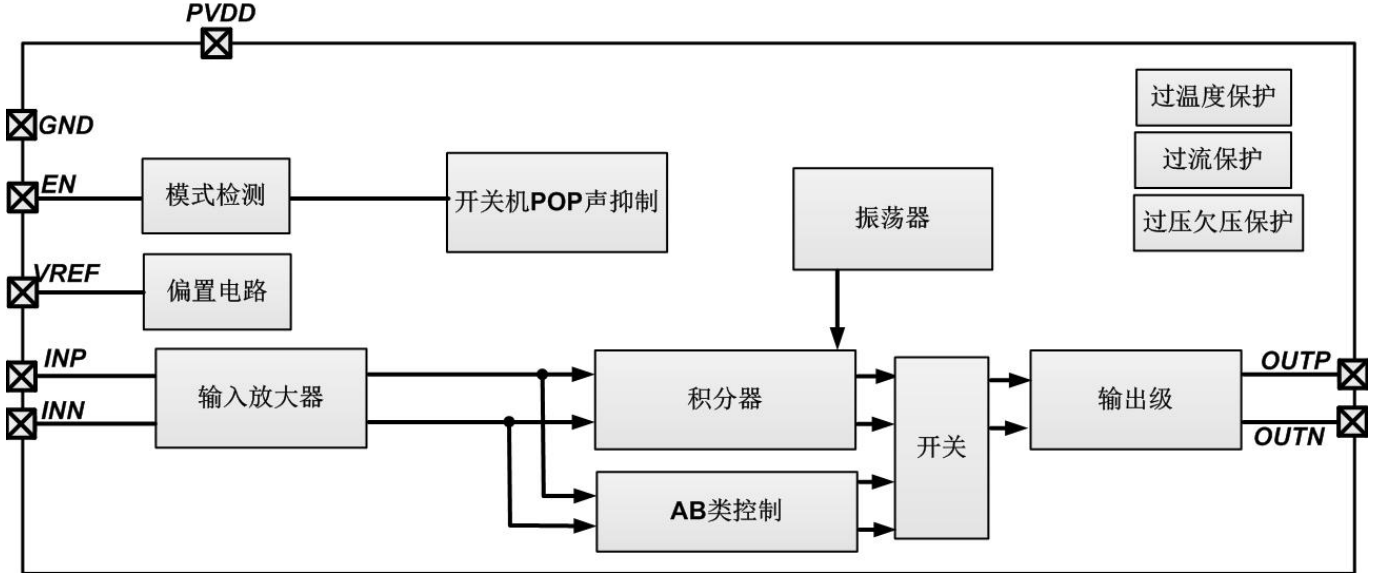 PVDD
过温度保护
GND
过流保护
EN
模式检测
开关机POP声抑制
振荡器
过压欠压保护
VREF
偏置电路
INP
输入放大器
积分器
输出级
OUTP
INN
开关
OUTN
AB类控制